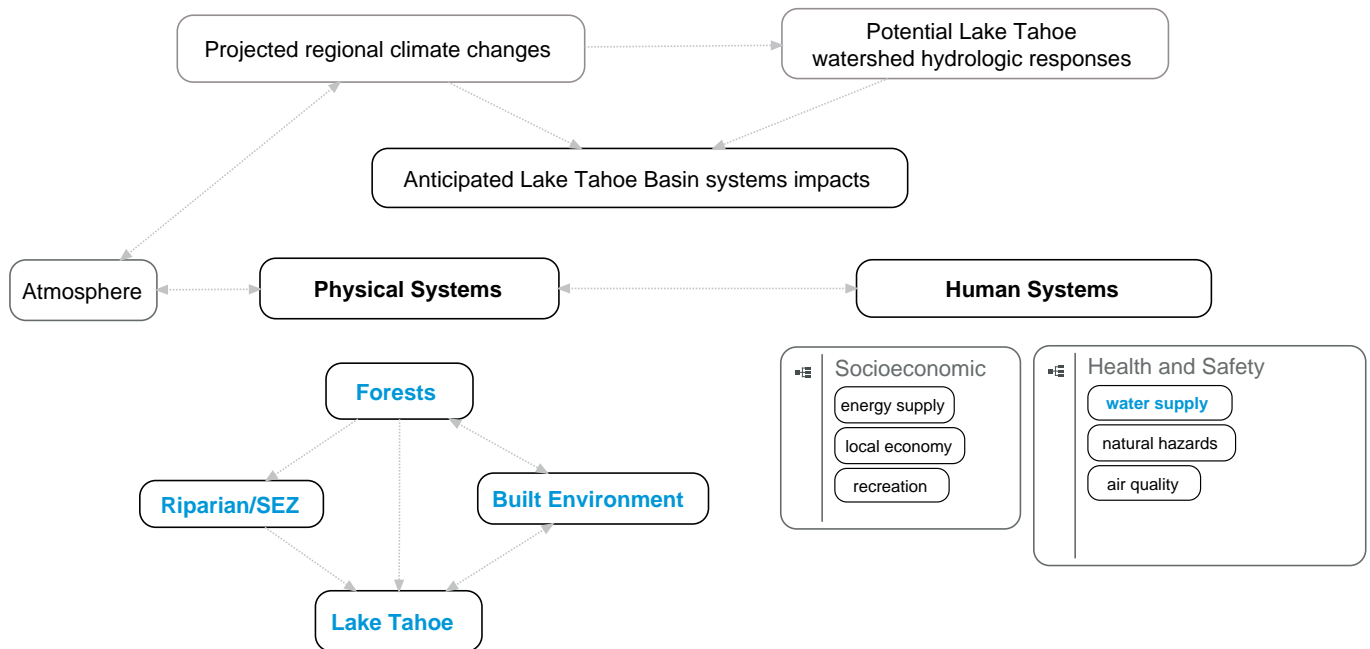 Projected regional climate changes
Potential Lake Tahoe
watershed hydrologic responses
Anticipated Lake Tahoe Basin systems impacts
Atmosphere
Physical Systems
Human Systems
Forests
Riparian/SEZ
Built Environment
Lake Tahoe
Socioeconomic
energy supply
local economy
recreation
Health and Safety
water supply
natural hazards
air quality